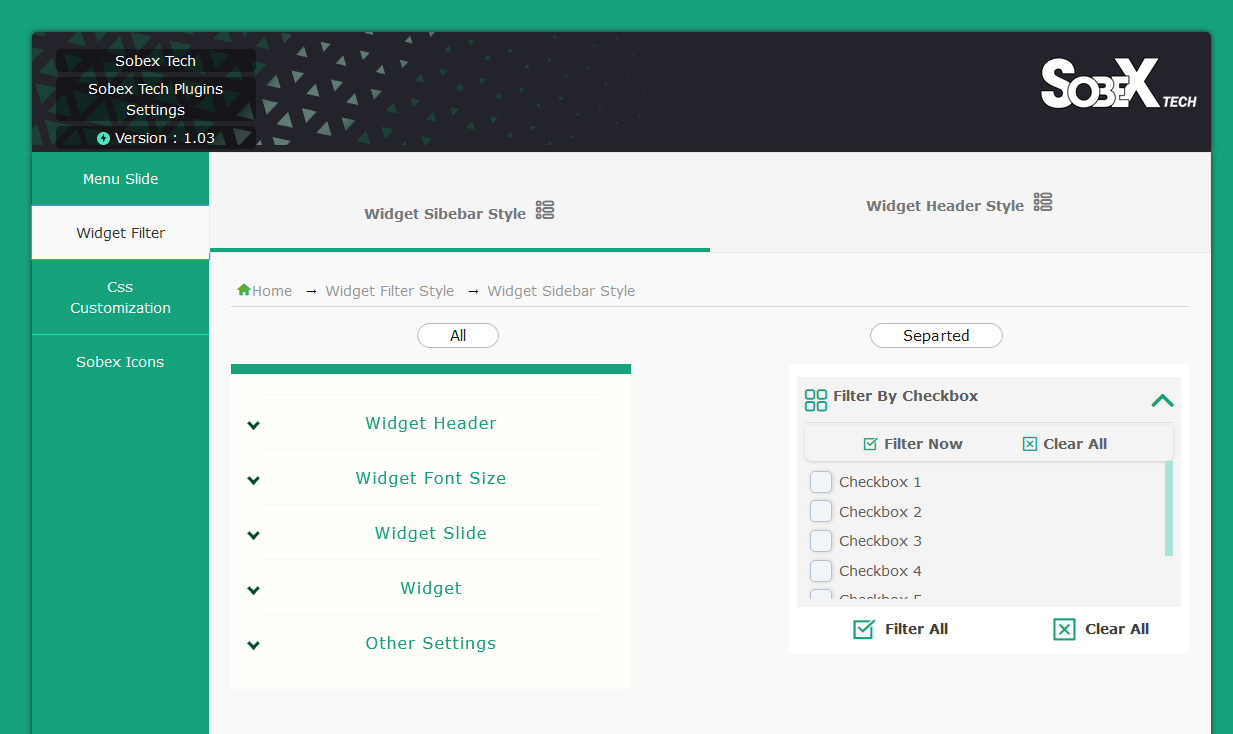 Sobex Tech
Sobex Tech Plugins
Settings
Version : 1.03
SOBEX TECH
Menu Slide
Widget Filter
Css
Customization
Sobex Icons
Widget Sibebar Style
Widget Header Style
Home → Widget Filter Style → Widget Sidebar Style
All
Separted
Widget Header
Widget Font Size
Widget Slide
Widget
Other Settings
Filter By Checkbox
Filter Now Clear All
Checkbox 1
Checkbox 2
Checkbox 3
Checkbox 4
Checkbox 5
Filter All Clear All